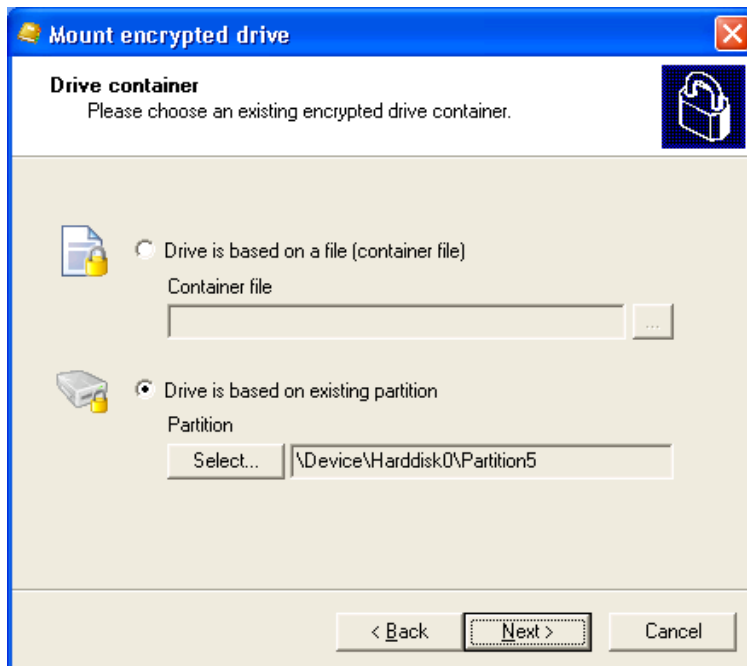 Mount encrypted drive
Drive container
Please choose an existing encrypted drive container.
Drive is based on a file (container file)
Container file
...
Drive is based on existing partition
Partition
Select... \Device\Harddisk0\Partition5
< Back Next > Cancel